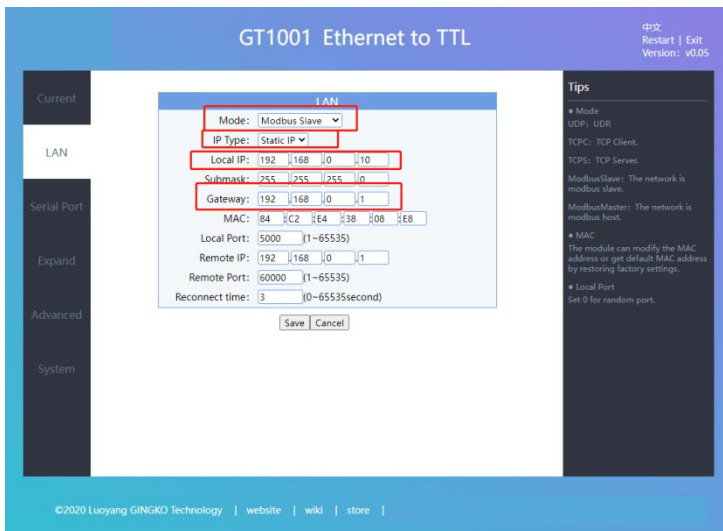 GT1001 Ethernet to TTL
中文
Restart | Exit
Version: v0.05
Current
LAN
Serial Port
Expand
Advanced
System
LAN
Mode: Modbus Slave
IP Type: Static IP
Local IP: 192 .168 .0 .10
Submask: 255 .255 .255 .0
Gateway: 192 .168 .0 .1
MAC: 84 :C2 :E4 :38 :08 :E8
Local Port: 5000 (1~65535)
Remote IP: 192 .168 .0 .1
Remote Port: 60000 (1~65535)
Reconnect time: 3 (0~65535second)
Save Cancel
Tips
● Mode
UDP: UDR
TCPC: TCP Client.
TCPS: TCP Server.
ModbusSlave: The network is
modbus slave.
ModbusMaster: The network is
modbus host.
● MAC
The module can modify the MAC
address or get default MAC address
by restoring factory settings.
● Local Port
Set 0 for random port.
©2020 Luoyang GINGKO Technology | website | wiki | store |